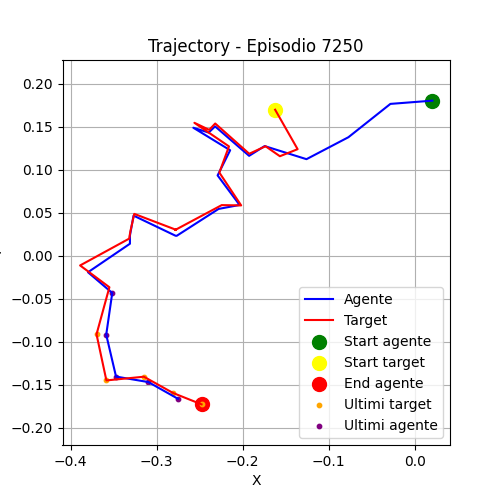 Trajectory - Episodio 7250
0.20
0.15
0.10
0.05
0.00
−0.05
−0.10
−0.15
−0.20
−0.4
−0.3
−0.2
−0.1
0.0
X
Agente
Target
Start agente
Start target
End agente
Ultimi target
Ultimi agente